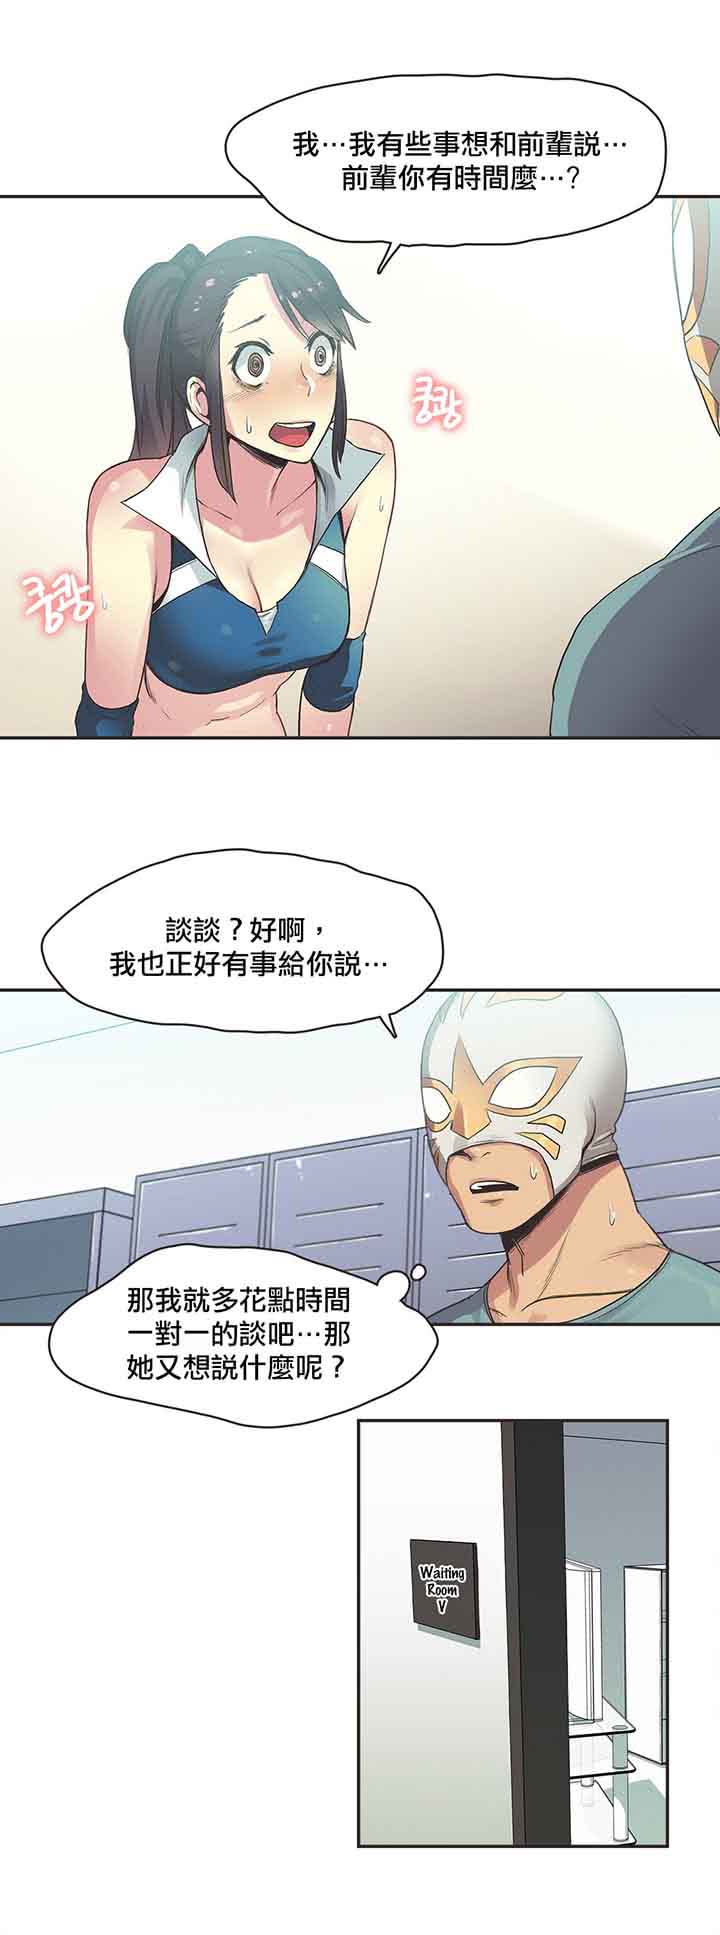 我…我有些事想和前輩説…
前輩你有時間麼…?
쿵쾅
쿵쾅
談談？好啊，
我也正好有事給你説…
那我就多花點時間
一對一的談吧…那
她又想説什麼呢？
Waiting
Room
V